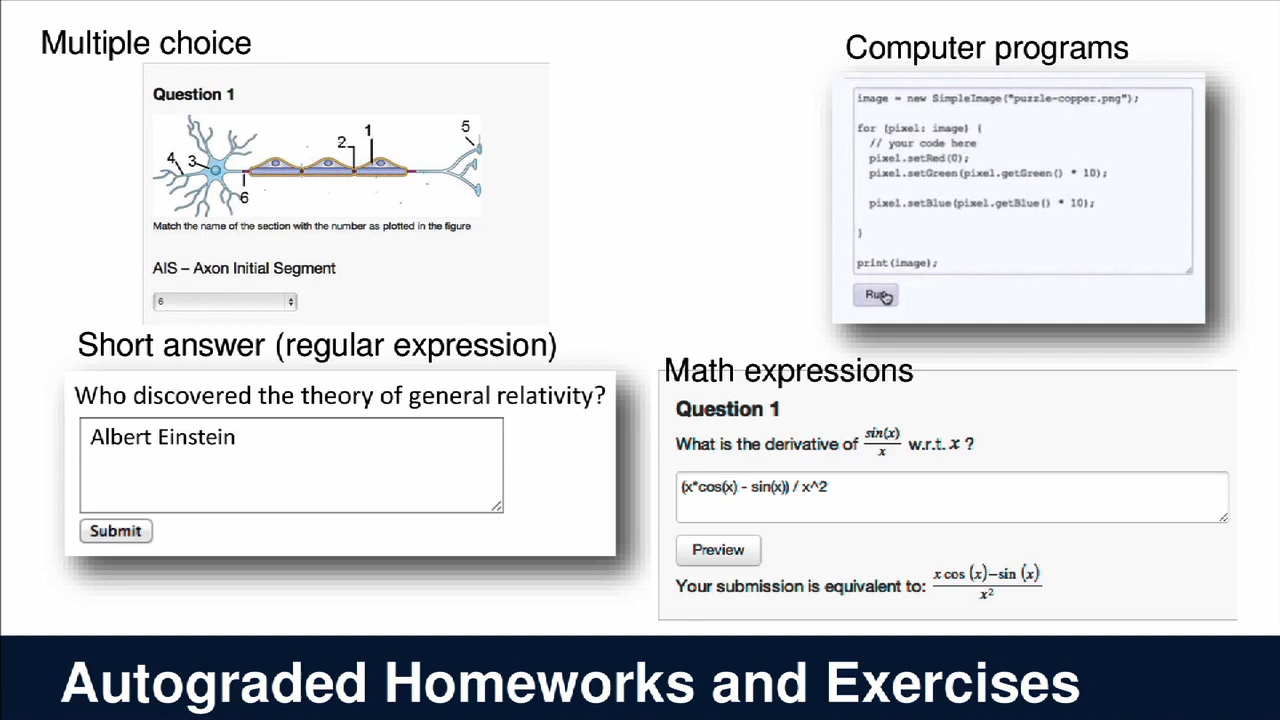 Multiple choice
Question 1
1
2
3
4
5
6
Match the name of the section with the number as plotted in the figure
AIS – Axon Initial Segment
6
Computer programs
image = new SimpleImage("puzzle-copper.png");
for (pixel: image) {
// your code here
pixel.setRed(0);
pixel.setGreen(pixel.getGreen() * 10);
pixel.setBlue(pixel.getBlue() * 10);
}
print(image);
Run
Short answer (regular expression)
Who discovered the theory of general relativity?
Albert Einstein
Submit
Math expressions
Question 1
What is the derivative of sin(x)/x w.r.t. x ?
(x*cos(x) - sin(x)) / x^2
Preview
Your submission is equivalent to: x cos (x)–sin (x)/x²
Autograded Homeworks and Exercises